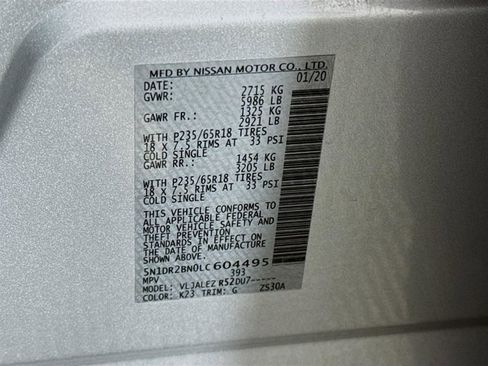 MFD BY NISSAN MOTOR CO., LTD.
DATE: 01/20
GVWR: 2715 KG
5986 LB
GAWR FR.: 1325 KG
2921 LB
WITH P235/65R18 TIRES
18 X 7.5 RIMS AT 33 PSI
COLD SINGLE
GAWR RR.: 1454 KG
3205 LB
WITH P235/65R18 TIRES
18 X 7.5 RIMS AT 33 PSI
COLD SINGLE
THIS VEHICLE CONFORMS TO
ALL APPLICABLE FEDERAL
MOTOR VEHICLE SAFETY AND
THEFT PREVENTION
STANDARDS IN EFFECT ON
THE DATE OF MANUFACTURE
5N1DR2BN0LC604495
MPV 393
MODEL: VLJALEZ R52DU7-----
COLOR: K23 TRIM: G ZS30A